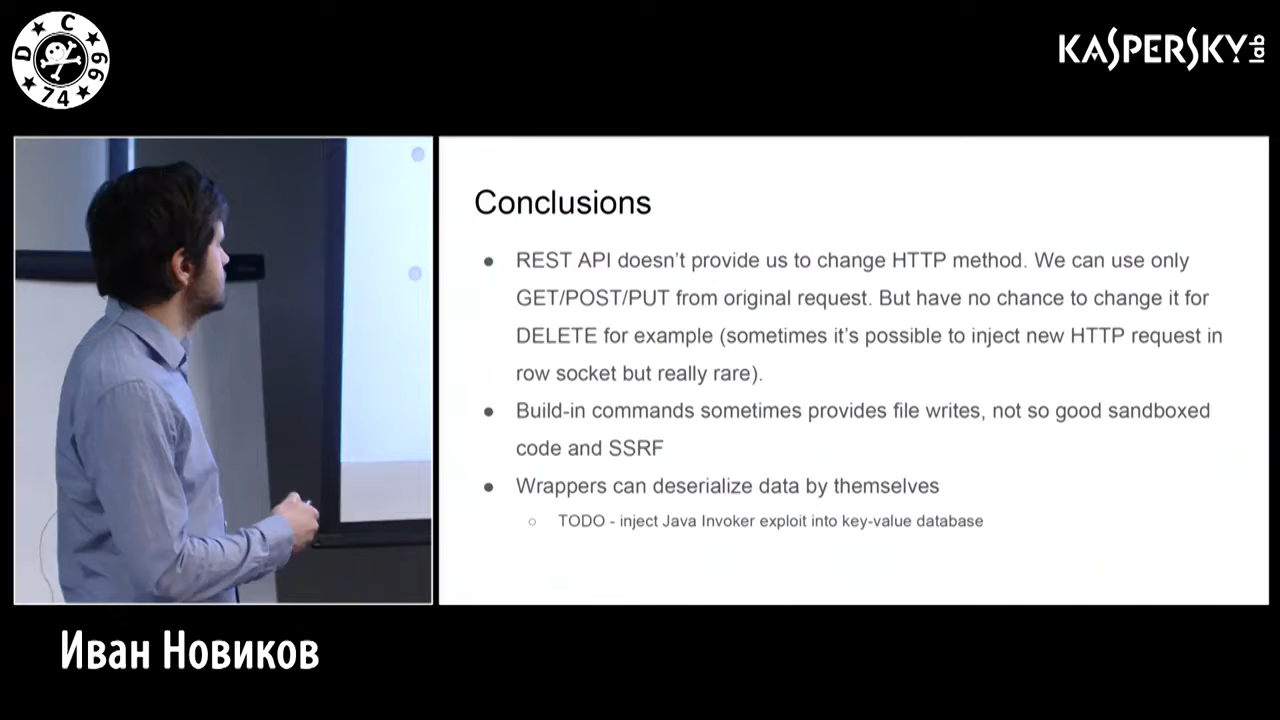 DC
7499
KASPERSKY lab
Conclusions
● REST API doesn't provide us to change HTTP method. We can use only
GET/POST/PUT from original request. But have no chance to change it for
DELETE for example (sometimes it's possible to inject new HTTP request in
row socket but really rare).
● Build-in commands sometimes provides file writes, not so good sandboxed
code and SSRF
● Wrappers can deserialize data by themselves
○ TODO - inject Java Invoker exploit into key-value database
Иван Новиков